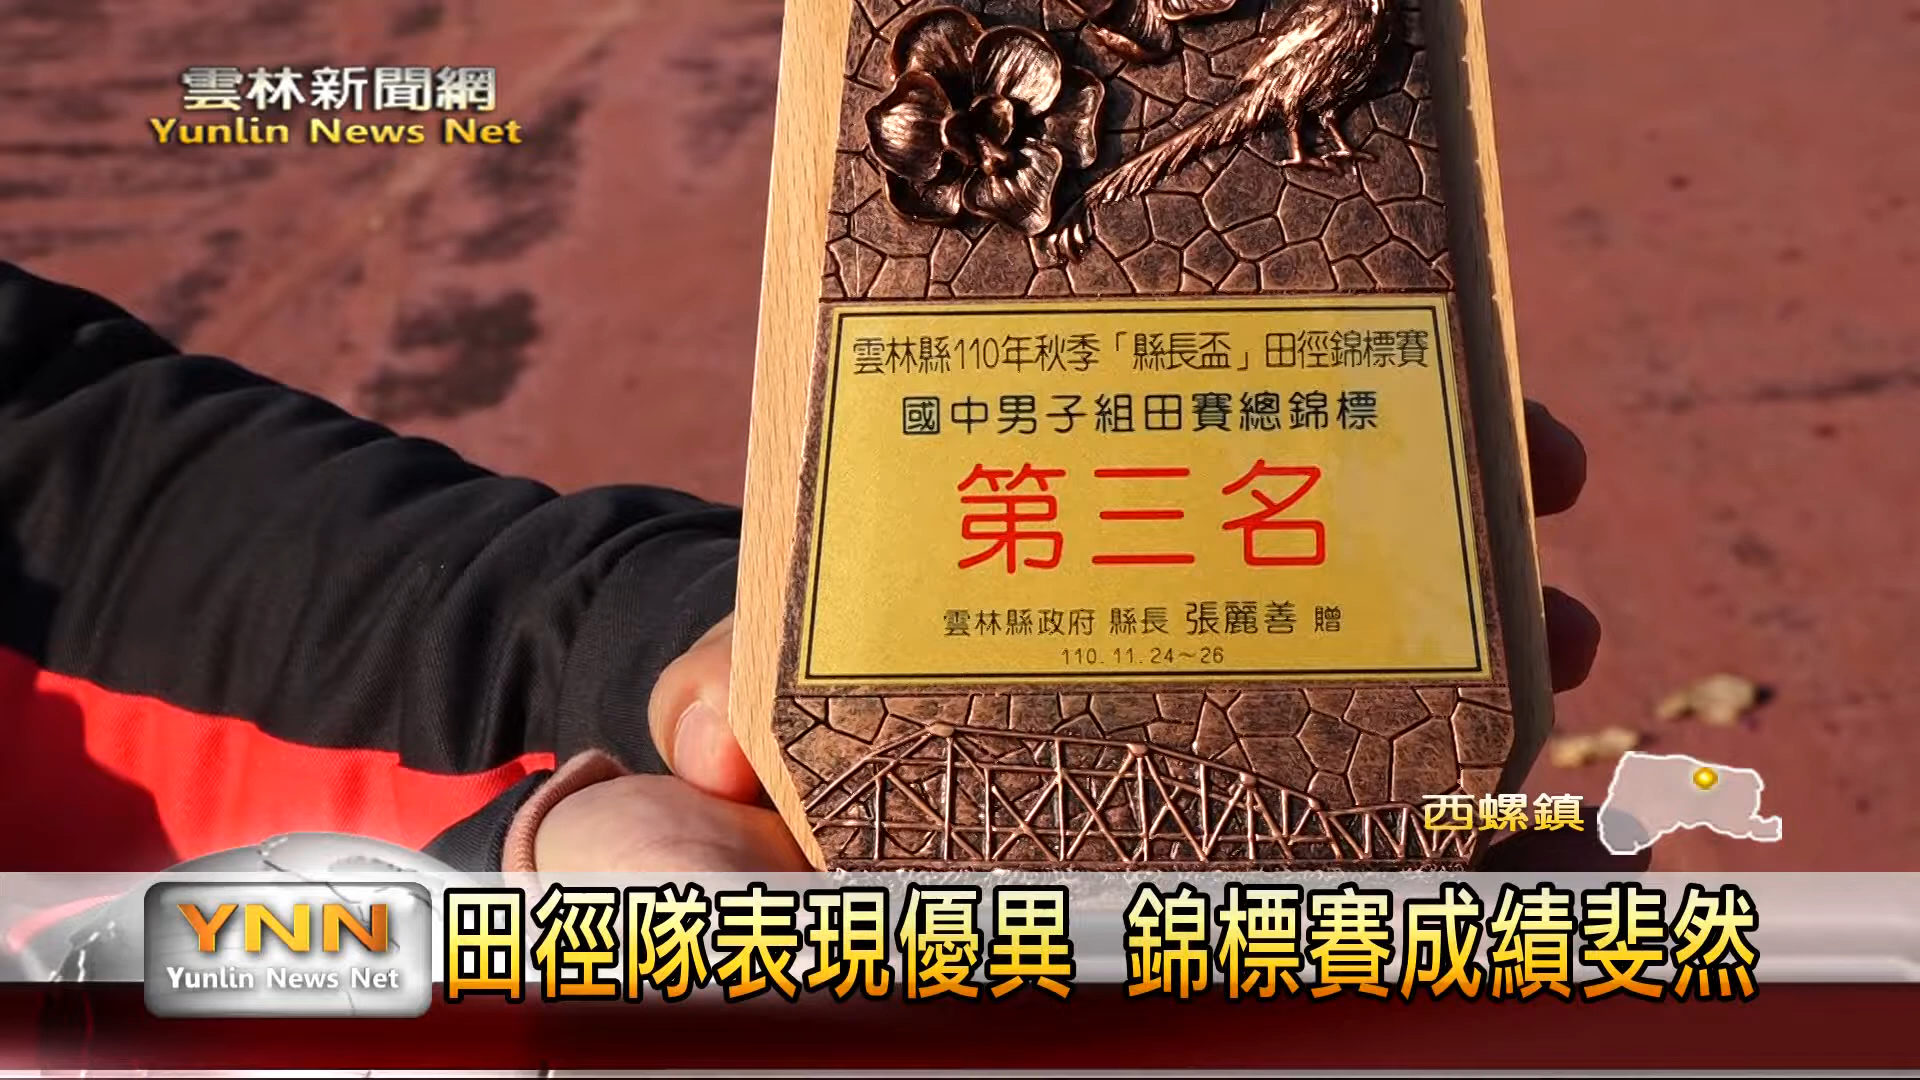 雲林新聞網
Yunlin News Net
雲林縣110年秋季「縣長盃」田徑錦標賽
國中男子組田賽總錦標
第三名
雲林縣政府 縣長 張麗善 贈
110.11.24~26
西螺鎮
YNN
Yunlin News Net
田徑隊表現優異 錦標賽成績斐然